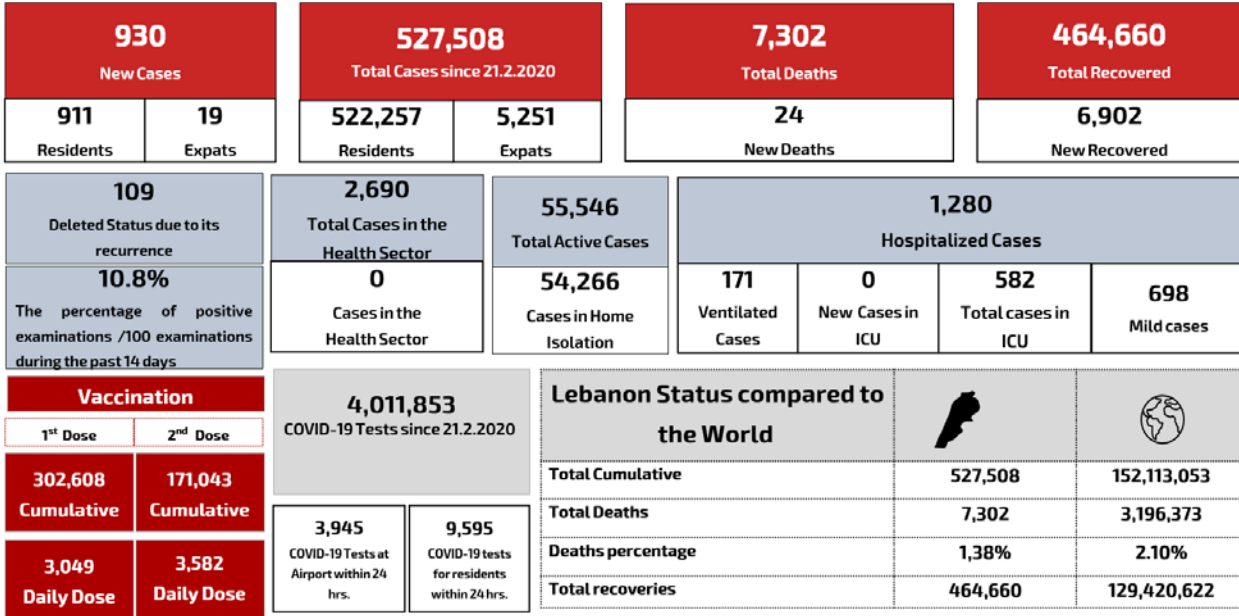 930
New Cases
911
Residents
19
Expats
527,508
Total Cases since 21.2.2020
522,257
Residents
5,251
Expats
7,302
Total Deaths
24
New Deaths
464,660
Total Recovered
6,902
New Recovered
109
Deleted Status due to its
recurrence
10.8%
The percentage of positive
examinations /100 examinations
during the past 14 days
2,690
Total Cases in the
Health Sector
0
Cases in the
Health Sector
55,546
Total Active Cases
54,266
Cases in Home
Isolation
1,280
Hospitalized Cases
171
Ventilated
Cases
0
New Cases in
ICU
582
Total cases in
ICU
698
Mild cases
Vaccination
1st Dose
2nd Dose
302,608
Cumulative
171,043
Cumulative
3,049
Daily Dose
3,582
Daily Dose
4,011,853
COVID-19 Tests since 21.2.2020
3,945
COVID-19 Tests at
Airport within 24
hrs.
9,595
COVID-19 tests
for residents
within 24 hrs.
Lebanon Status compared to
the World
Total Cumulative 527,508 152,113,053
Total Deaths 7,302 3,196,373
Deaths percentage 1,38% 2.10%
Total recoveries 464,660 129,420,622